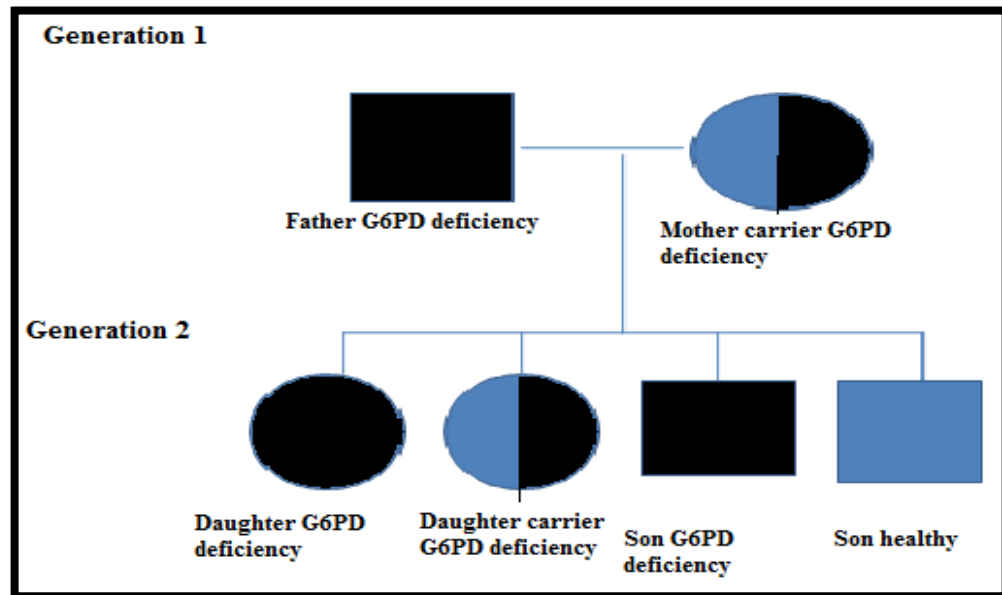 Generation 1
Father G6PD deficiency
Mother carrier G6PD
deficiency
Generation 2
Daughter G6PD
deficiency
Daughter carrier
G6PD deficiency
Son G6PD
deficiency
Son healthy